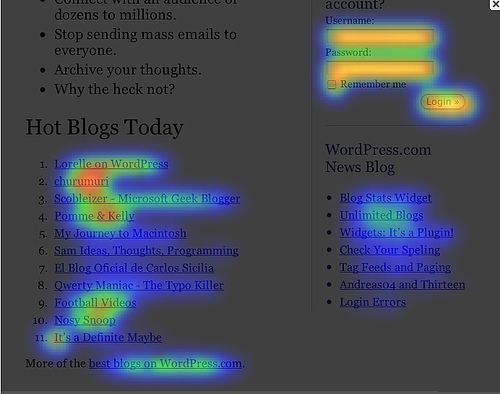 Connect with an audience of
dozens to millions.
Stop sending mass emails to
everyone.
Archive your thoughts.
Why the heck not?
Hot Blogs Today
1. Lorelle on WordPress
2. churumuri
3. Scobleizer - Microsoft Geek Blogger
4. Pomme & Kelly
5. My Journey to Macintosh
6. Sam Ideas, Thoughts, Programming
7. El Blog Oficial de Carlos Sicilia
8. Qwerty Maniac - The Typo Killer
9. Football Videos
10. Nosy Snoop
11. It's a Definite Maybe
More of the best blogs on WordPress.com.
account?
Username:
Password:
Remember me
Login »
WordPress.com
News Blog
Blog Stats Widget
Unlimited Blogs
Widgets: It's a Plugin!
Check Your Speling
Tag Feeds and Paging
Andreas04 and Thirteen
Login Errors